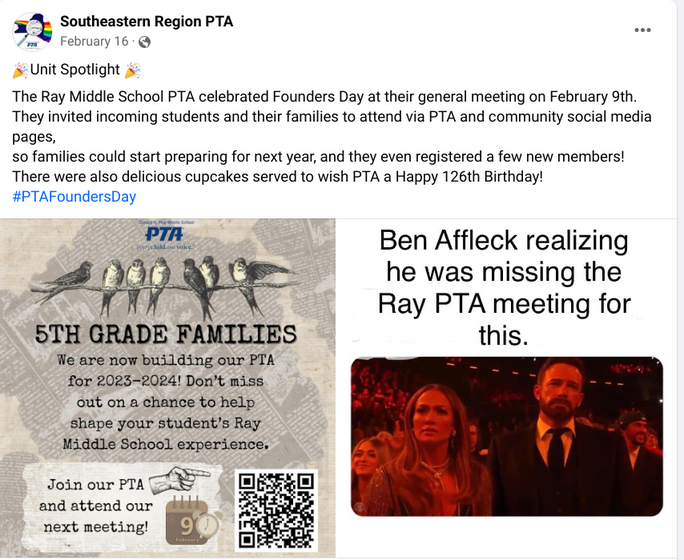 Southeastern Region PTA
February 16
Unit Spotlight
The Ray Middle School PTA celebrated Founders Day at their general meeting on February 9th.
They invited incoming students and their families to attend via PTA and community social media
pages,
so families could start preparing for next year, and they even registered a few new members!
There were also delicious cupcakes served to wish PTA a Happy 126th Birthday!
#PTAFoundersDay
PTA
everychild.onevoice.
5TH GRADE FAMILIES
We are now building our PTA
for 2023-2024! Don't miss
out on a chance to help
shape your student's Ray
Middle School experience.
Join our PTA
and attend our
next meeting!
9
February
Ben Affleck realizing
he was missing the
Ray PTA meeting for
this.